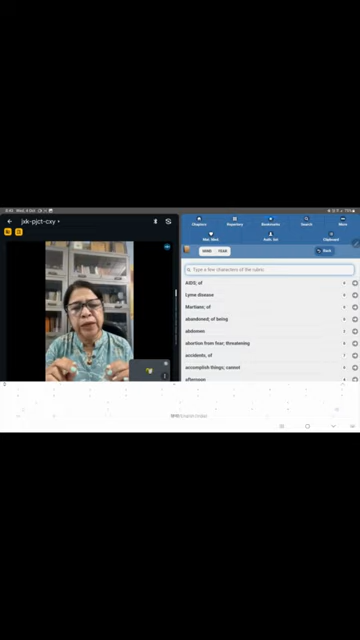 jxk-pjct-cxy
Chapters
Repertory
Bookmarks
Search
More
Mat. Med.
Auth. list
Clipboard
MIND
FEAR
Back
Type a few characters of the rubric
AIDS; of
Lyme disease
Martians; of
abandoned; of being
abdomen
abortion from fear; threatening
accidents, of
accomplish things; cannot
afternoon